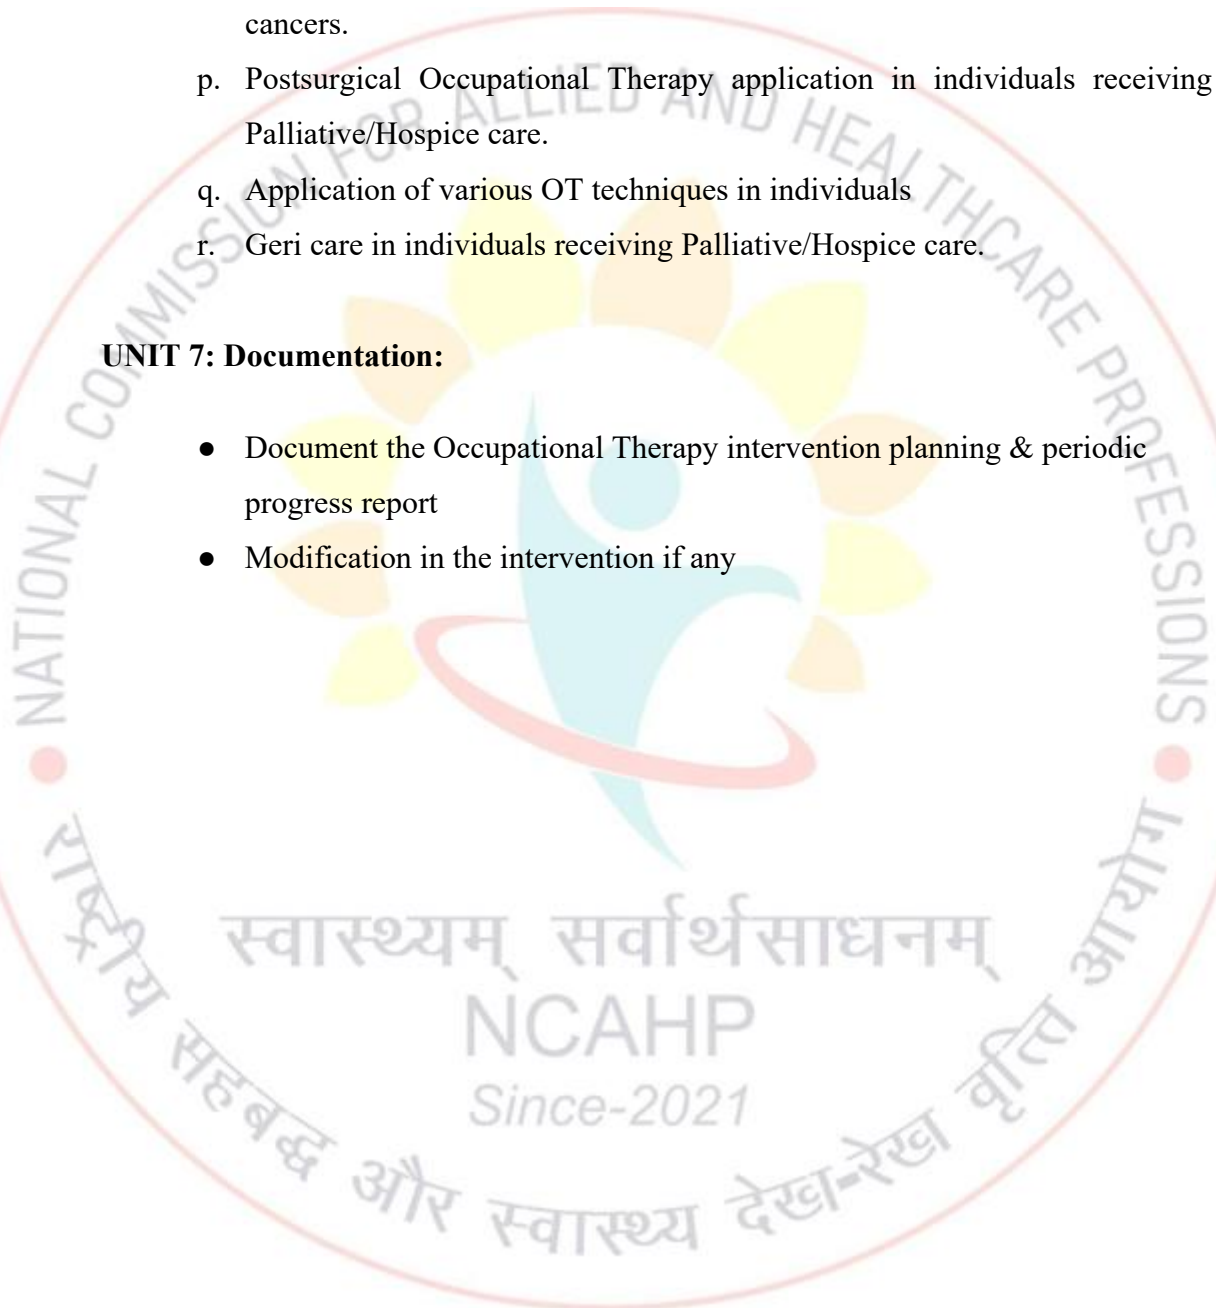 cancers.
p. Postsurgical Occupational Therapy application in individuals receiving
Palliative/Hospice care.
q. Application of various OT techniques in individuals
r. Geri care in individuals receiving Palliative/Hospice care.
UNIT 7: Documentation:
● Document the Occupational Therapy intervention planning & periodic
progress report
● Modification in the intervention if any
● NATIONAL COMMISSION FOR ALLIED AND HEALTHCARE PROFESSIONS ●
स्वास्थ्यम् सर्वार्थसाधनम्
NCAHP
Since-2021
राष्ट्रीय सहबद्ध और स्वास्थ्य देख-रेख वृत्ति आयोग